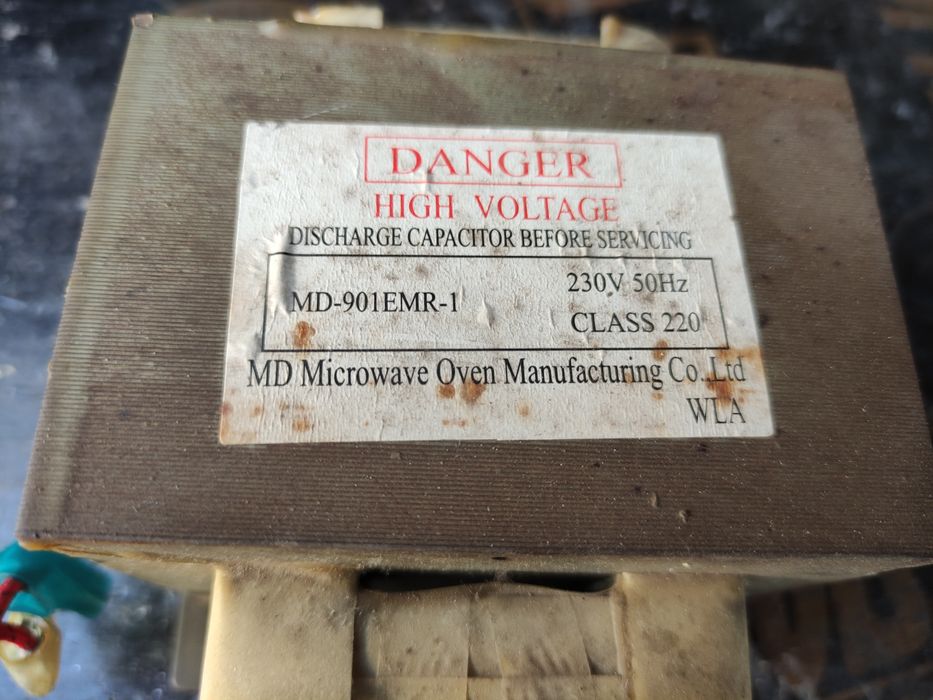 DANGER
HIGH VOLTAGE
DISCHARGE CAPACITOR BEFORE SERVICING
MD-901EMR-1
230V 50Hz
CLASS 220
MD Microwave Oven Manufacturing Co.,Ltd
WLA